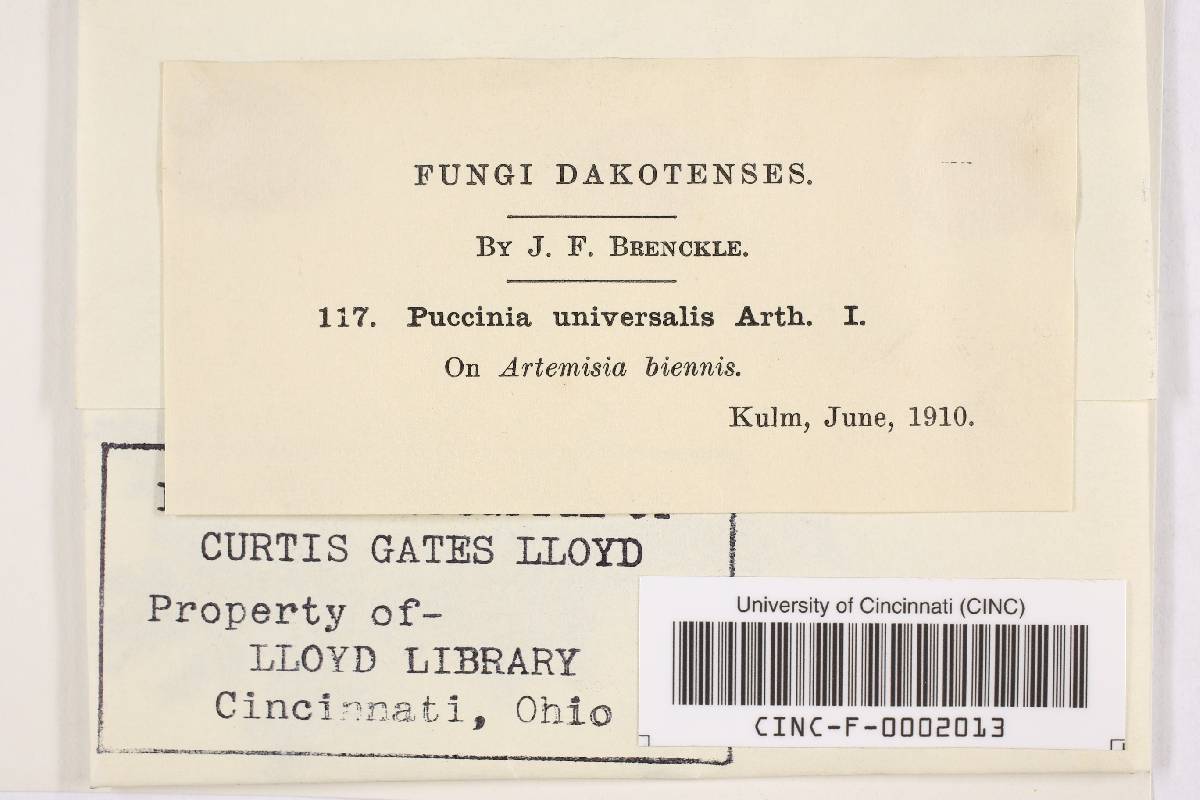 FUNGI DAKOTENSES.
BY J. F. BRENCKLE.
117. Puccinia universalis Arth. I.
On Artemisia biennis.
Kulm, June, 1910.
CURTIS GATES LLOYD
Property of-
LLOYD LIBRARY
Cincinnati, Ohio
University of Cincinnati (CINC)
CINC-F-0002013